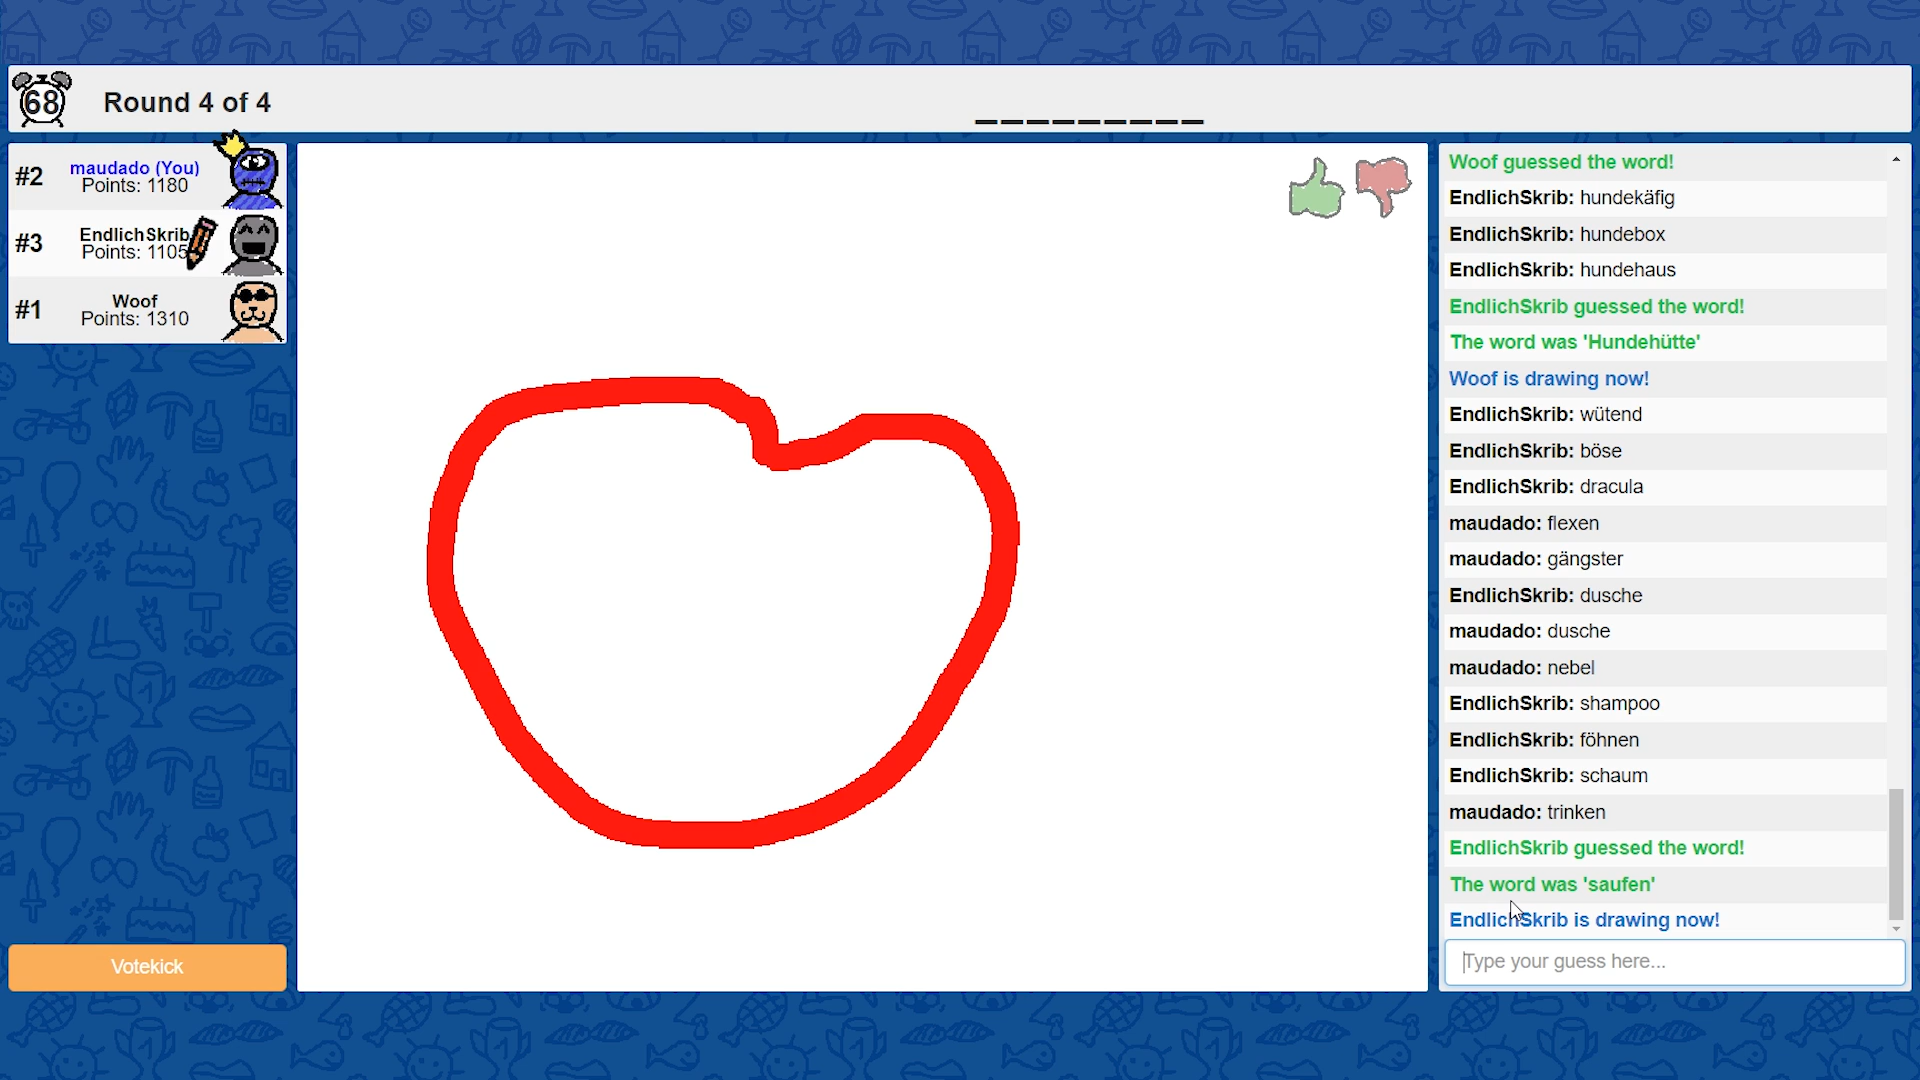 68
Round 4 of 4
_________
#2
maudado (You)
Points: 1180
#3
EndlichSkrib
Points: 1105
#1
Woof
Points: 1310
Votekick
Woof guessed the word!
EndlichSkrib: hundekäfig
EndlichSkrib: hundebox
EndlichSkrib: hundehaus
EndlichSkrib guessed the word!
The word was 'Hundehütte'
Woof is drawing now!
EndlichSkrib: wütend
EndlichSkrib: böse
EndlichSkrib: dracula
maudado: flexen
maudado: gängster
EndlichSkrib: dusche
maudado: dusche
maudado: nebel
EndlichSkrib: shampoo
EndlichSkrib: föhnen
EndlichSkrib: schaum
maudado: trinken
EndlichSkrib guessed the word!
The word was 'saufen'
EndlichSkrib is drawing now!
Type your guess here...